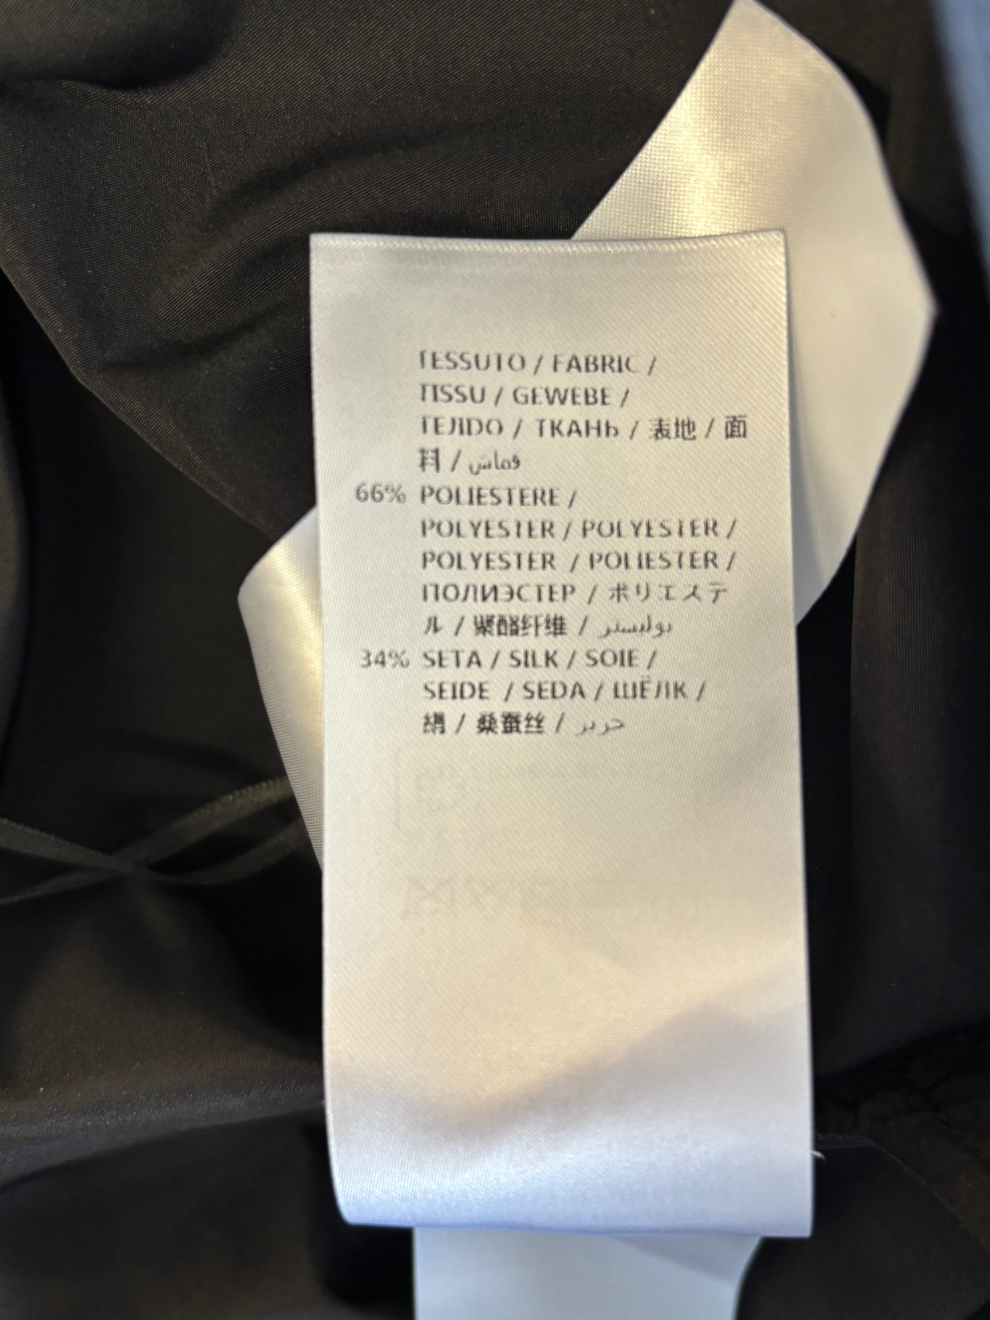 TESSUTO / FABRIC /
TISSU / GEWEBE /
TEJIDO / ТКАНЬ / 表地 / 面
料 / قماش
66% POLIESTERE /
POLYESTER / POLYESTER /
POLYESTER / POLIESTER /
ПОЛИЭСТЕР / ポリエステ
ル / 聚酯纤维 / بوليستر
34% SETA / SILK / SOIE /
SEIDE / SEDA / ШЁЛК /
絹 / 桑蚕丝 / حرير